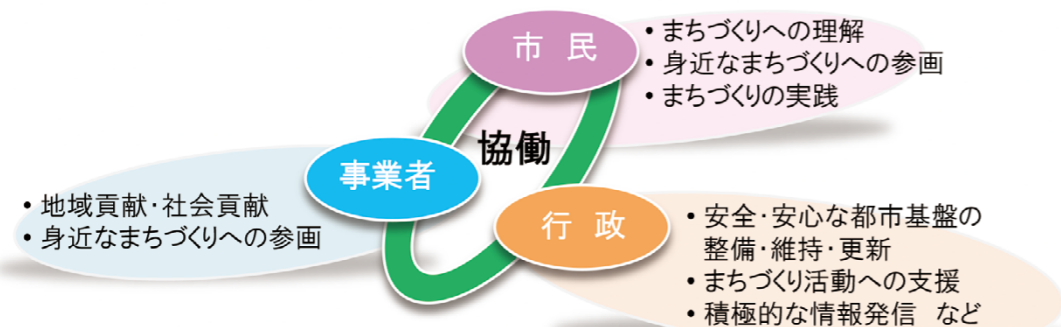 市 民
• まちづくりへの理解
• 身近なまちづくりへの参画
• まちづくりの実践
協働
事業者
• 地域貢献･社会貢献
• 身近なまちづくりへの参画
行 政
• 安全･安心な都市基盤の
整備･維持･更新
• まちづくり活動への支援
• 積極的な情報発信 など